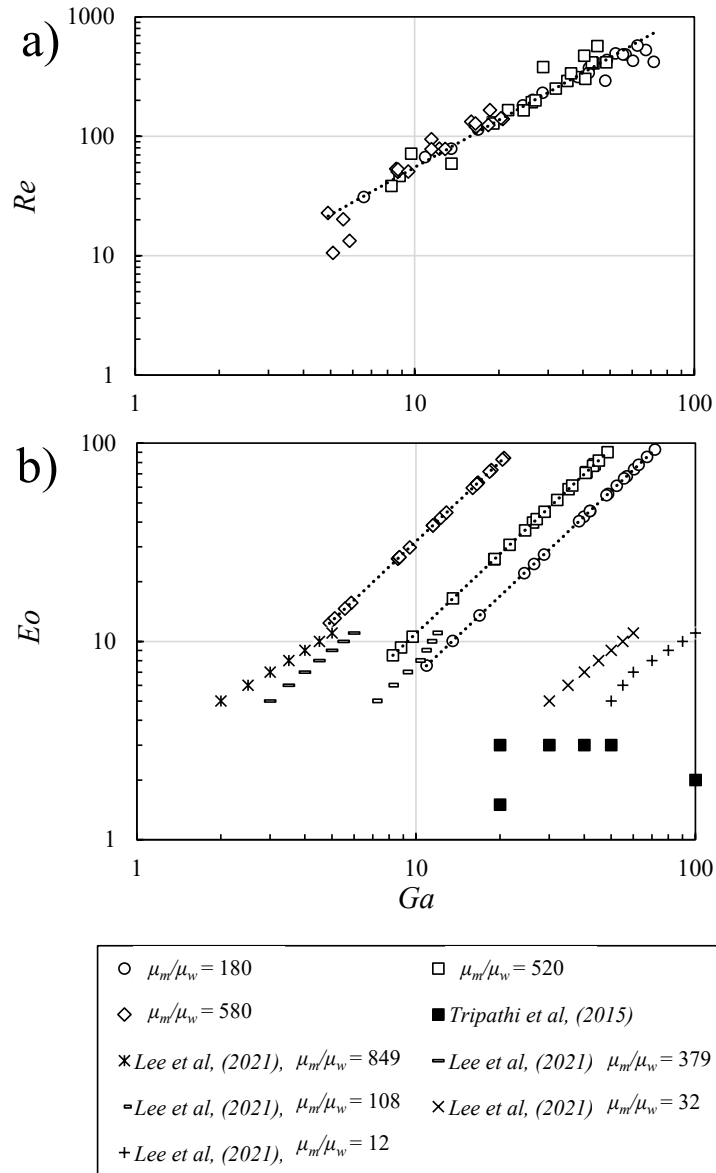 a)
1000
100
10
1
Re
1 10 100
b)
100
10
1
Eo
1 10 100
Ga
μm/μw = 180 μm/μw = 520
μm/μw = 580 Tripathi et al, (2015)
Lee et al, (2021), μm/μw = 849 Lee et al, (2021) μm/μw = 379
Lee et al, (2021), μm/μw = 108 Lee et al, (2021) μm/μw = 32
Lee et al, (2021), μm/μw = 12